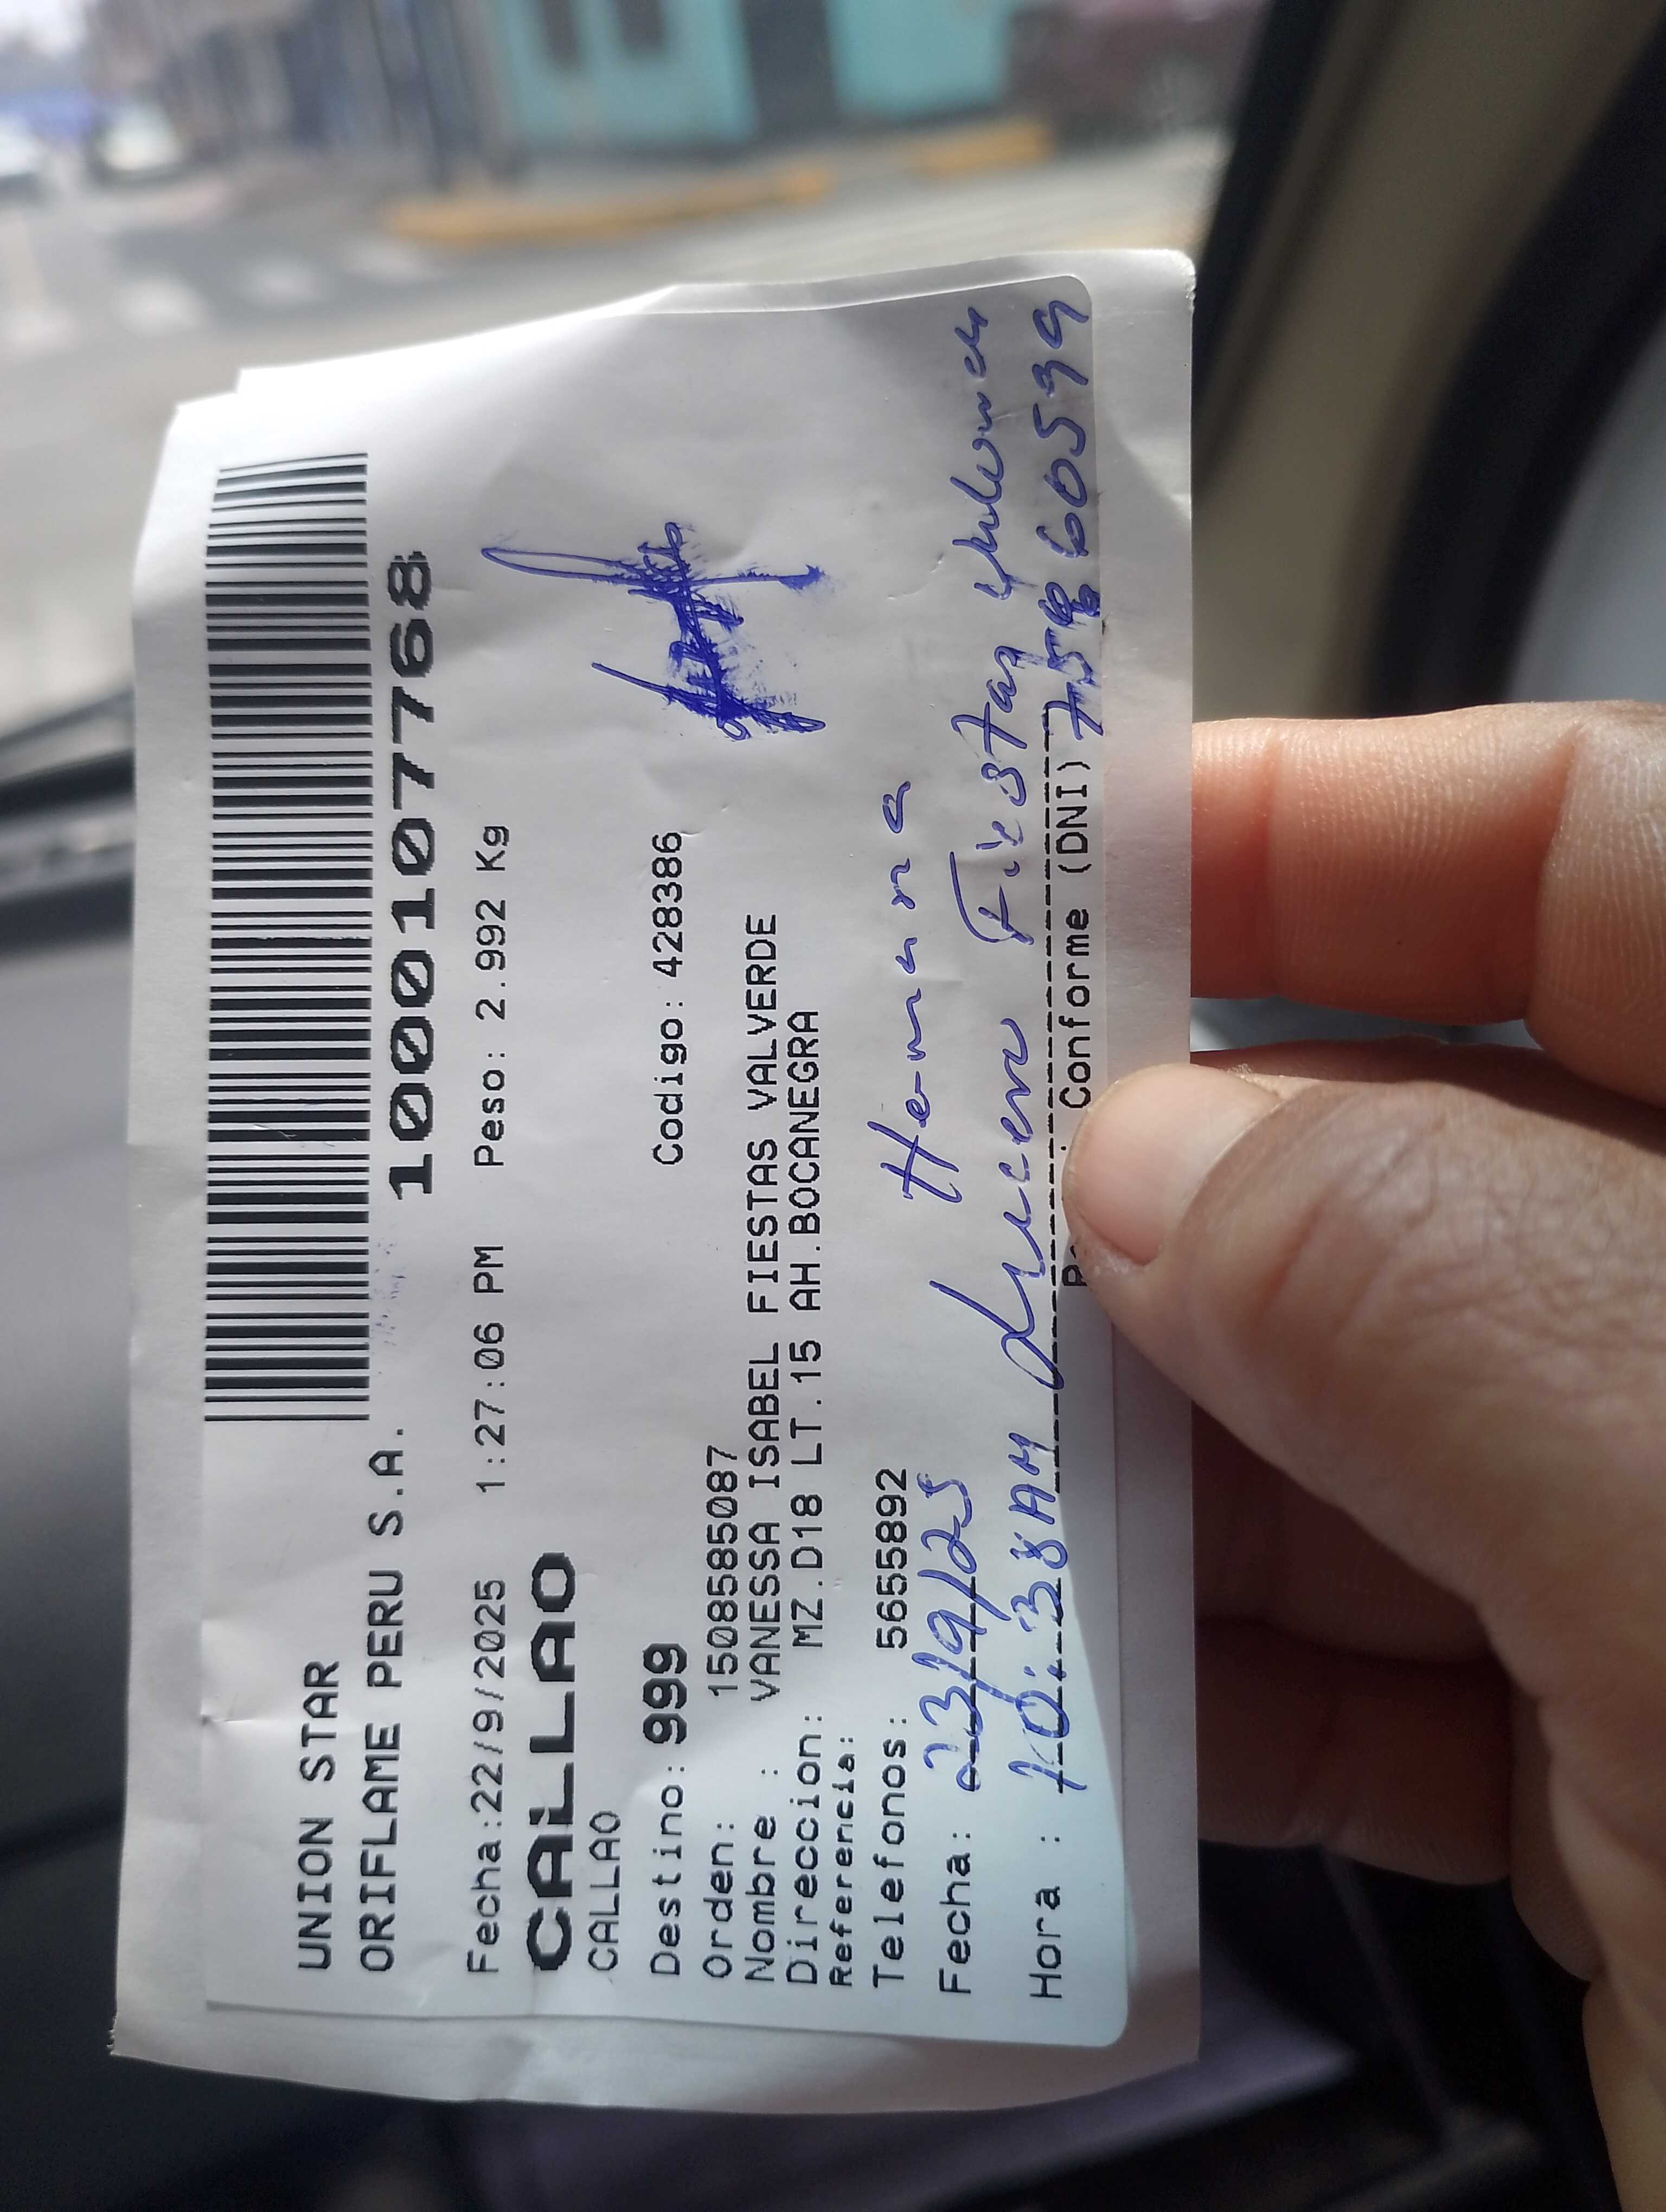 UNION STAR
ORIFLAME PERU S.A.
1000107768
Fecha:22/9/2025 1:27:06 PM Peso: 2.992 Kg
CALLAO
CALLAO
Destino: 999 Codigo: 428386
Orden: 1508585087
Nombre : VANESSA ISABEL FIESTAS VALVERDE
Direccion: MZ.D18 LT.15 AH.BOCANEGRA
Referencia:
Telefonos: 5655892
Hermana
Fecha: 23/9/25
Lucero Fiestas
Hora : 10:38AM
Conforme (DNI)